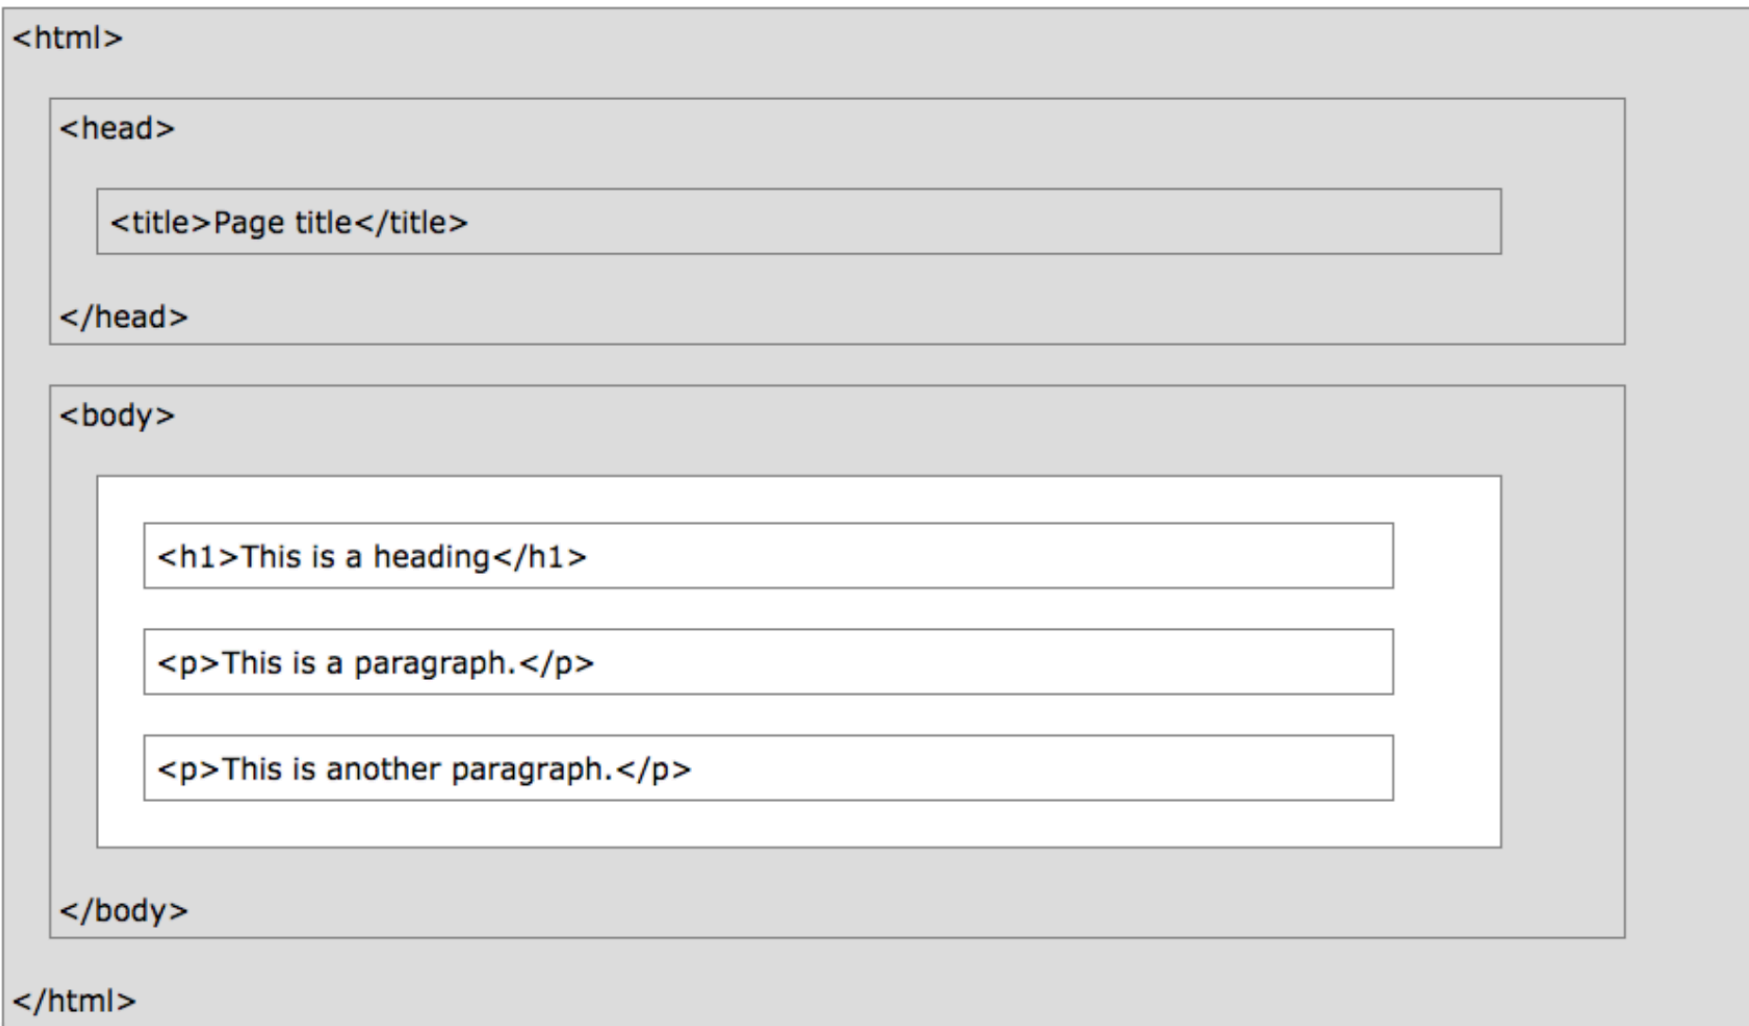 <html>
<head>
<title>Page title</title>
</head>
<body>
<h1>This is a heading</h1>
<p>This is a paragraph.</p>
<p>This is another paragraph.</p>
</body>
</html>